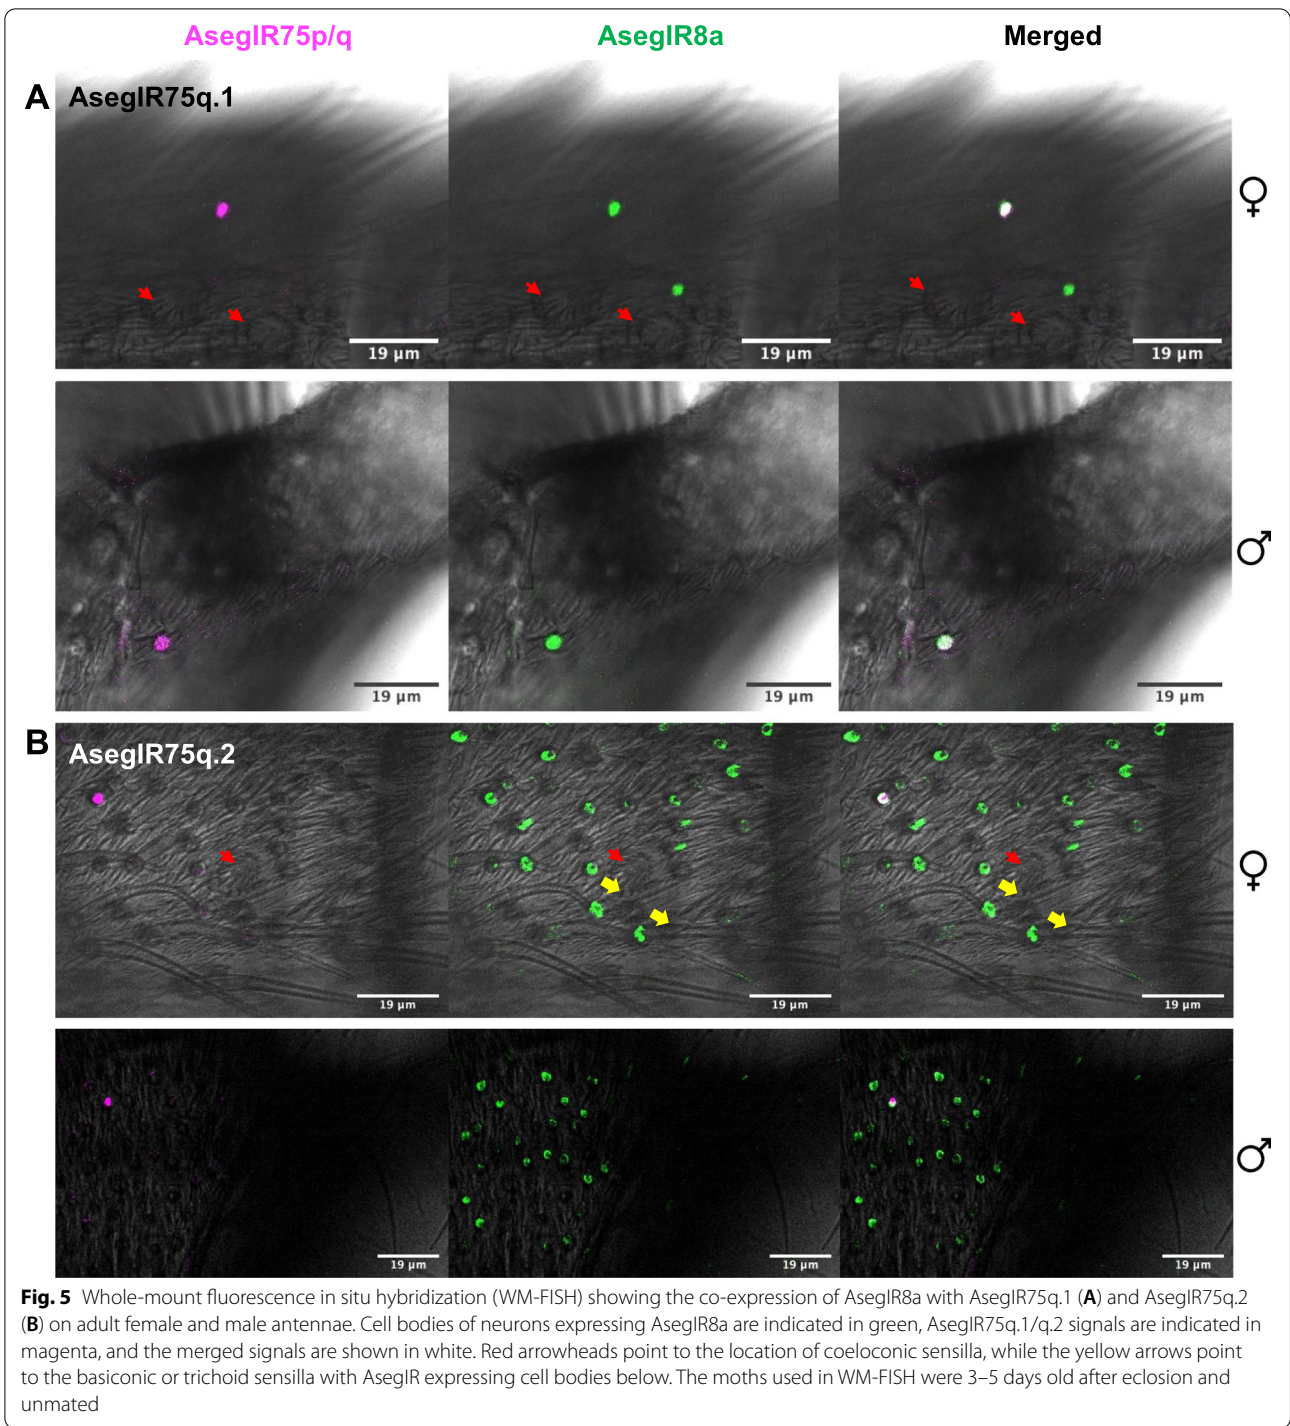 AsegIR75p/q AsegIR8a Merged
A AsegIR75q.1
♀
19 µm 19 µm 19 µm
♂
19 µm 19 µm 19 µm
B AsegIR75q.2
♀
19 µm 19 µm 19 µm
♂
19 µm 19 µm 19 µm
Fig. 5 Whole-mount fluorescence in situ hybridization (WM-FISH) showing the co-expression of AsegIR8a with AsegIR75q.1 (A) and AsegIR75q.2
(B) on adult female and male antennae. Cell bodies of neurons expressing AsegIR8a are indicated in green, AsegIR75q.1/q.2 signals are indicated in
magenta, and the merged signals are shown in white. Red arrowheads point to the location of coeloconic sensilla, while the yellow arrows point
to the basiconic or trichoid sensilla with AsegIR expressing cell bodies below. The moths used in WM-FISH were 3–5 days old after eclosion and
unmated